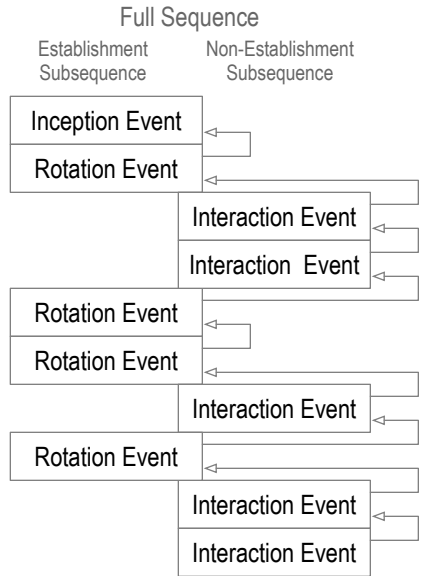 Full Sequence
Establishment Subsequence
Non-Establishment Subsequence
Inception Event
Rotation Event
Interaction Event
Interaction Event
Rotation Event
Rotation Event
Interaction Event
Rotation Event
Interaction Event
Interaction Event